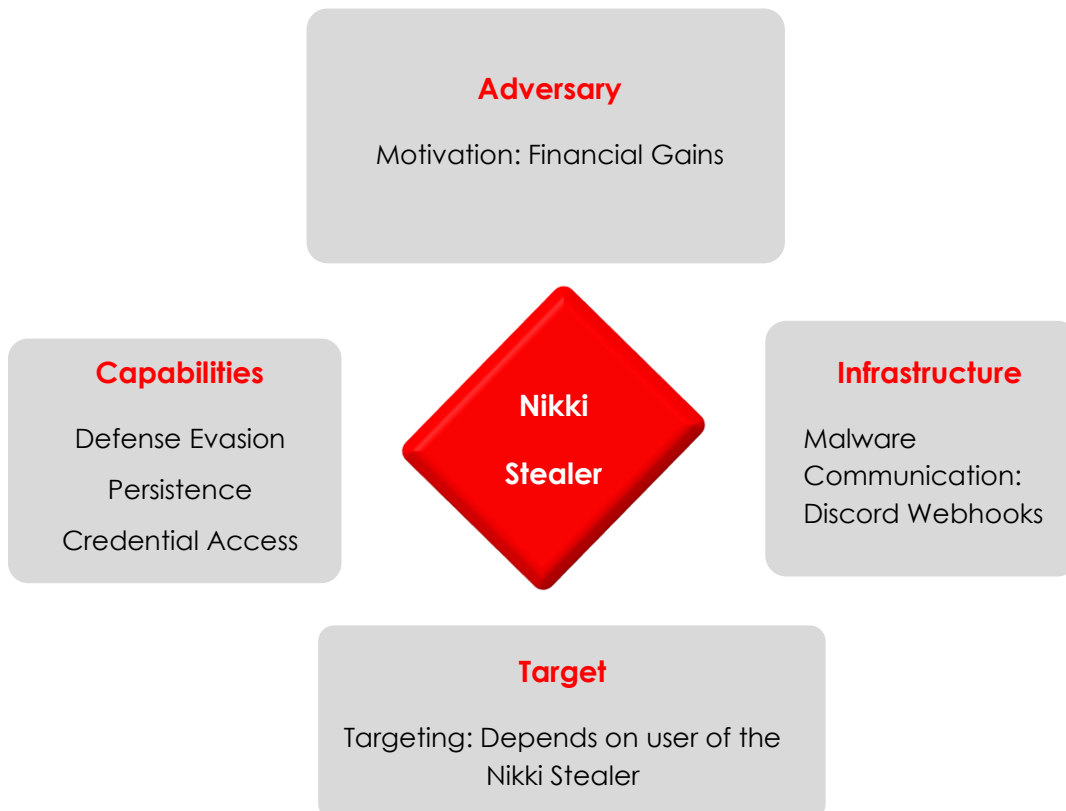 Adversary
Motivation: Financial Gains
Capabilities
Defense Evasion
Persistence
Credential Access
Nikki
Stealer
Infrastructure
Malware
Communication:
Discord Webhooks
Target
Targeting: Depends on user of the
Nikki Stealer